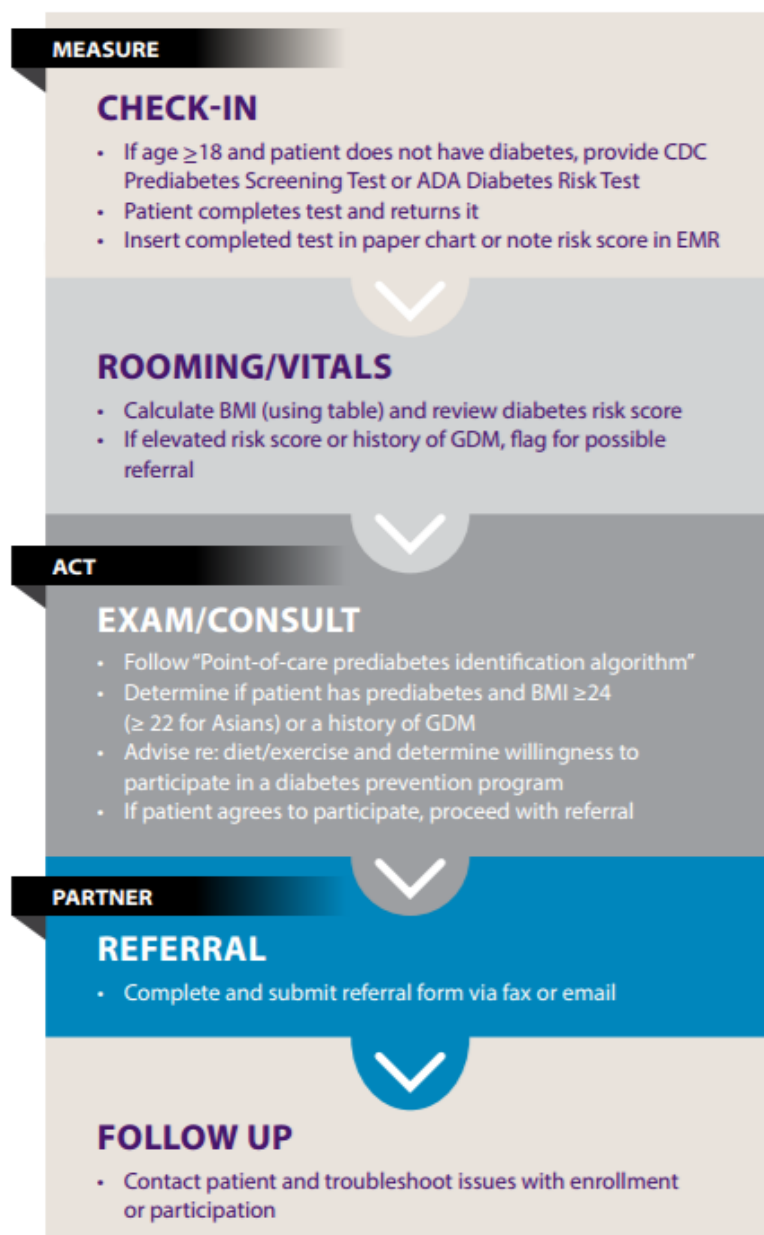 MEASURE
CHECK-IN
• If age ≥18 and patient does not have diabetes, provide CDC
Prediabetes Screening Test or ADA Diabetes Risk Test
• Patient completes test and returns it
• Insert completed test in paper chart or note risk score in EMR
ROOMING/VITALS
• Calculate BMI (using table) and review diabetes risk score
• If elevated risk score or history of GDM, flag for possible
referral
ACT
EXAM/CONSULT
• Follow “Point-of-care prediabetes identification algorithm”
• Determine if patient has prediabetes and BMI ≥24
(≥ 22 for Asians) or a history of GDM
• Advise re: diet/exercise and determine willingness to
participate in a diabetes prevention program
• If patient agrees to participate, proceed with referral
PARTNER
REFERRAL
• Complete and submit referral form via fax or email
FOLLOW UP
• Contact patient and troubleshoot issues with enrollment
or participation